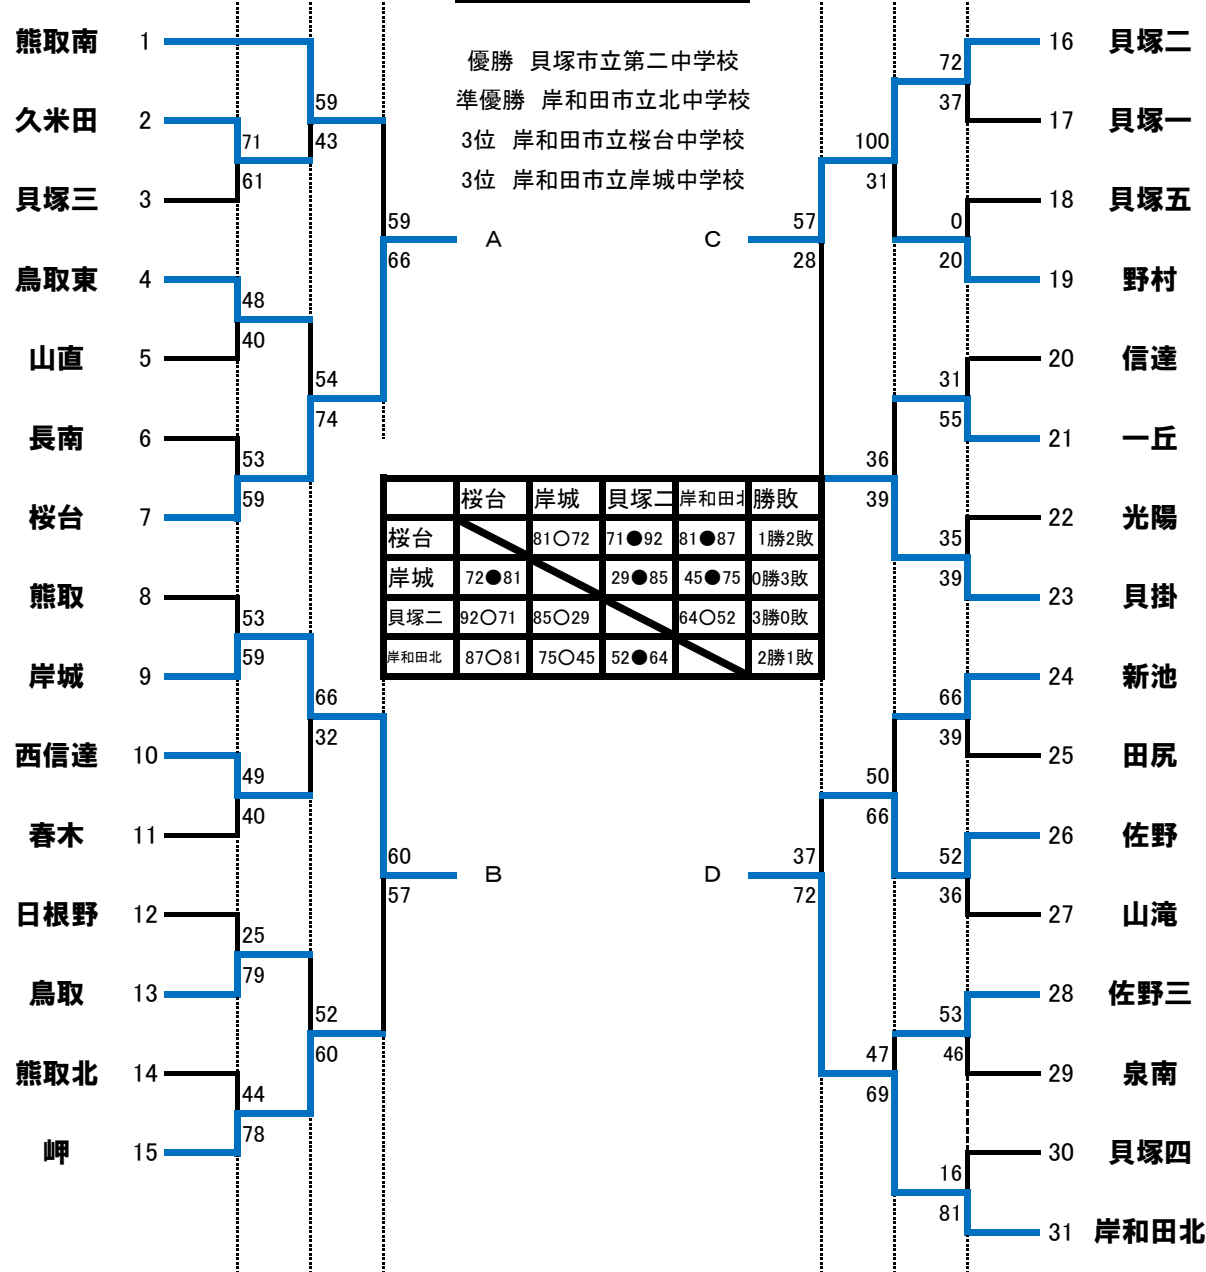 優勝 貝塚市立第二中学校
準優勝 岸和田市立北中学校
3位 岸和田市立桜台中学校
3位 岸和田市立岸城中学校
熊取南 1
久米田 2
貝塚三 3
鳥取東 4
山直 5
長南 6
桜台 7
熊取 8
岸城 9
西信達 10
春木 11
日根野 12
鳥取 13
熊取北 14
岬 15
71
61
48
40
53
59
53
59
49
40
25
79
44
78
59
43
54
74
66
32
52
60
59
66
60
57
A
B
C
D
桜台 岸城 貝塚二 岸和田北 勝敗
桜台 81○72 71●92 81●87 1勝2敗
岸城 72●81 29●85 45●75 0勝3敗
貝塚二 92○71 85○29 64○52 3勝0敗
岸和田北 87○81 75○45 52●64 2勝1敗
57
28
37
72
100
31
36
39
50
66
47
69
72
37
0
20
31
55
35
39
66
39
52
36
53
46
16
81
16 貝塚二
17 貝塚一
18 貝塚五
19 野村
20 信達
21 一丘
22 光陽
23 貝掛
24 新池
25 田尻
26 佐野
27 山滝
28 佐野三
29 泉南
30 貝塚四
31 岸和田北